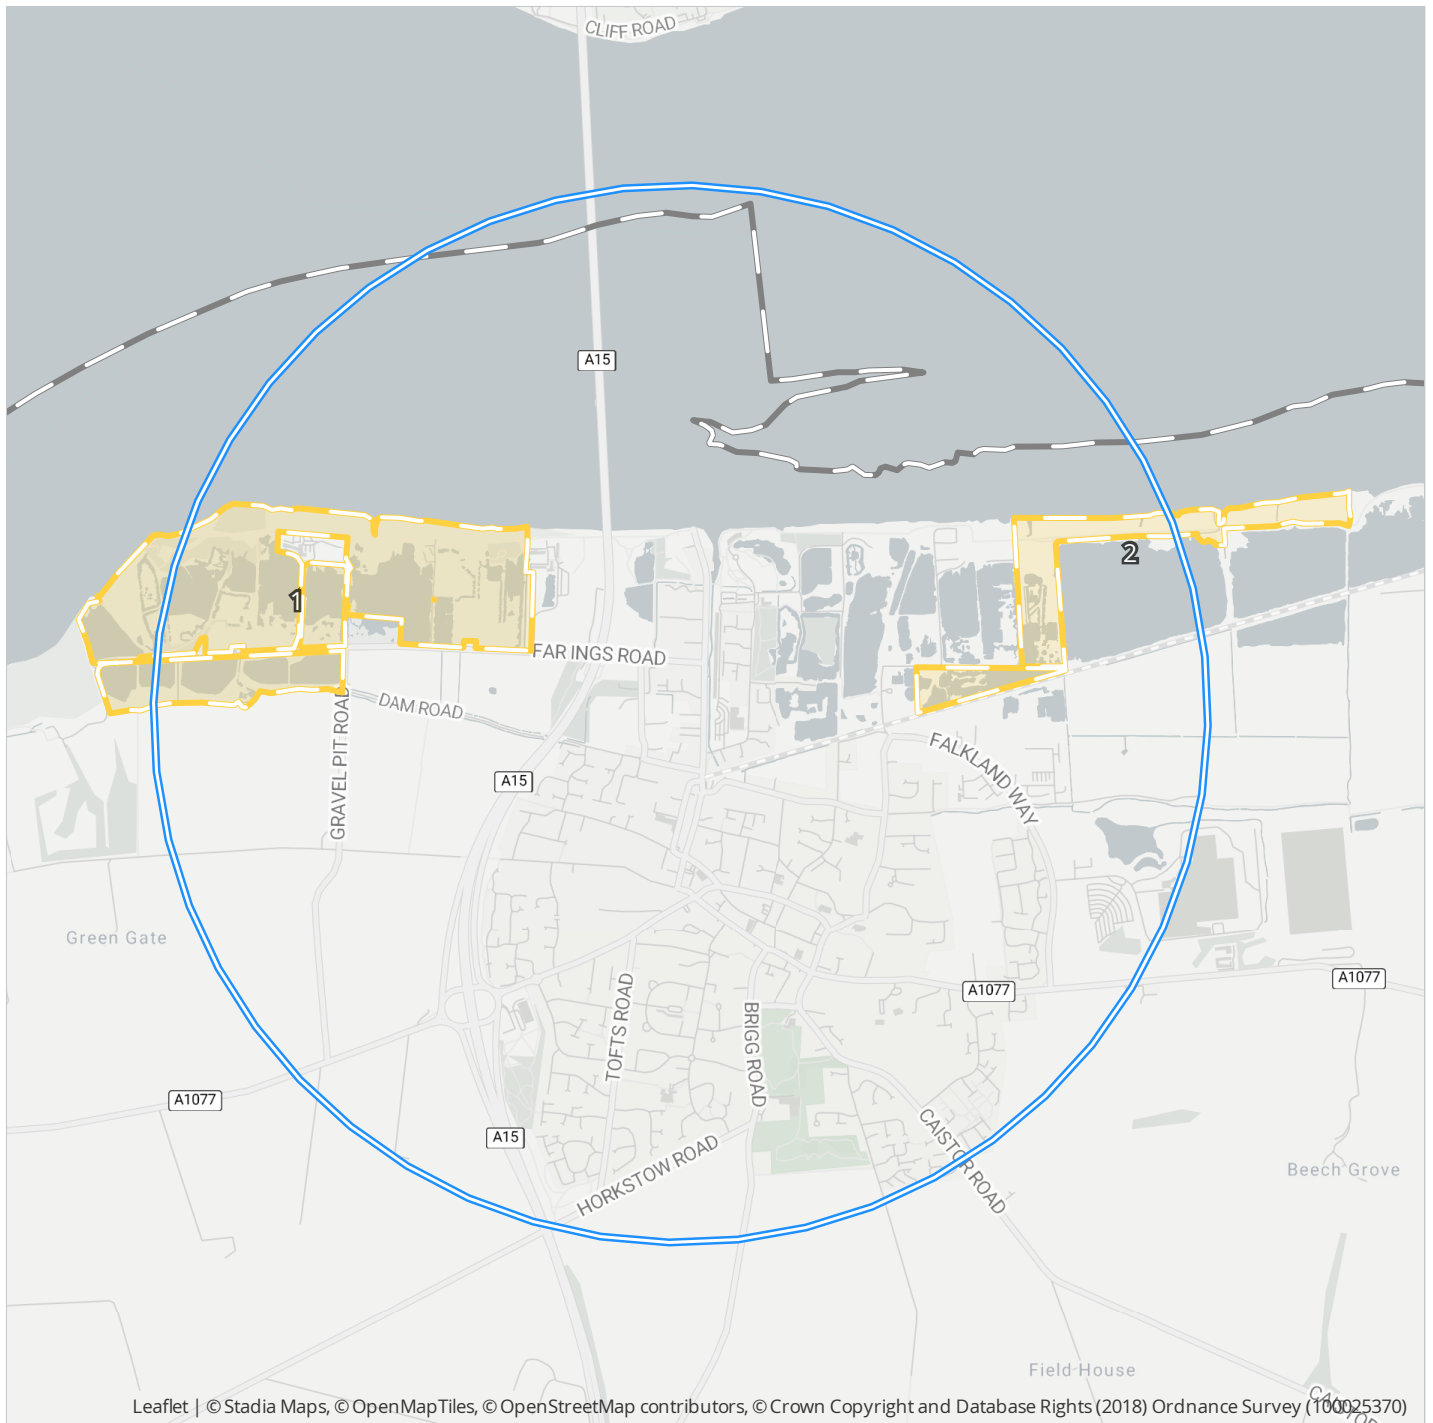 CLIFF ROAD
A15
2
1
FAR INGS ROAD
DAM ROAD
GRAVEL PIT ROAD
FALKLAND WAY
A15
Green Gate
A1077
A1077
TOFTS ROAD
BRIGG ROAD
A1077
A15
CAISTOR ROAD
HORKSTOW ROAD
Beech Grove
Field House
Leaflet | © Stadia Maps, © OpenMapTiles, © OpenStreetMap contributors, © Crown Copyright and Database Rights (2018) Ordnance Survey (100025370)